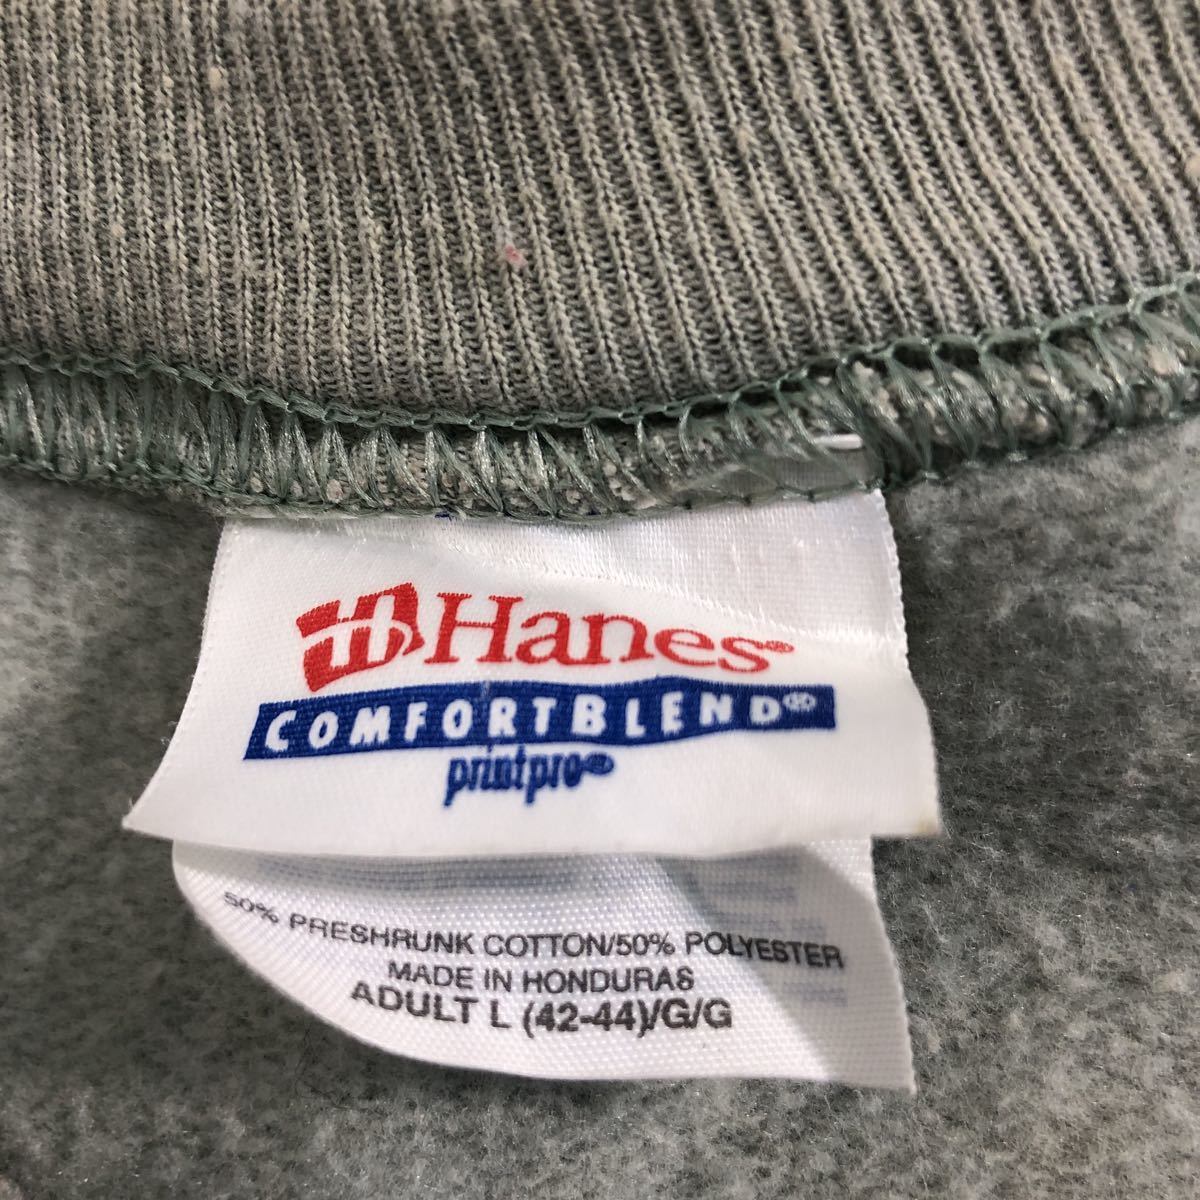 Hanes®
COMFORTBLEND®
printpro®
50% PRESHRUNK COTTON/50% POLYESTER
MADE IN HONDURAS
ADULT L (42-44)/G/G